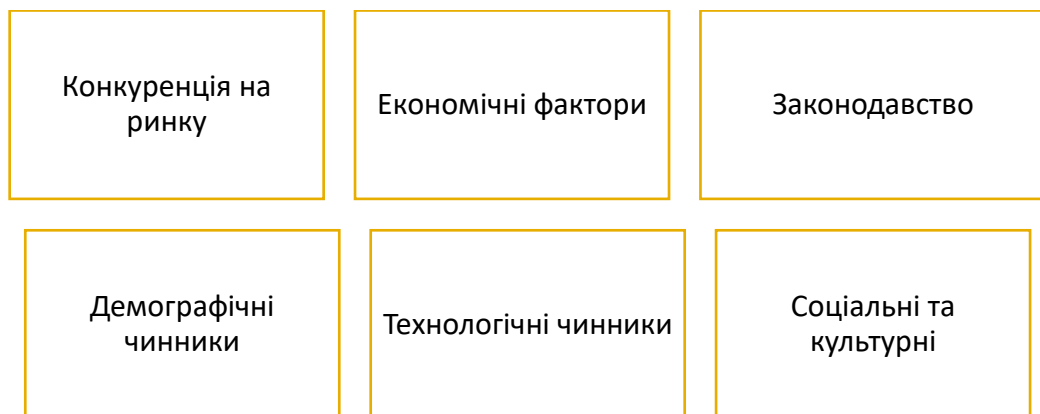 Конкуренція на
ринку
Економічні фактори
Законодавство
Демографічні
чинники
Технологічні чинники
Соціальні та
культурні